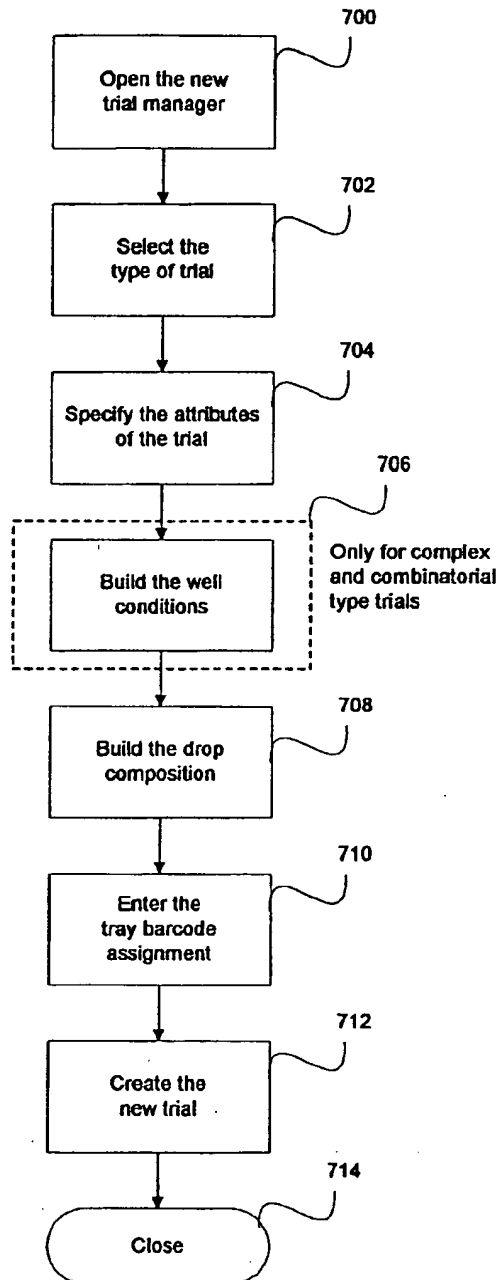 700
Open the new
trial manager
702
Select the
type of trial
704
Specify the attributes
of the trial
706
Only for complex
and combinatorial
type trials
Build the well
conditions
708
Build the drop
composition
710
Enter the
tray barcode
assignment
712
Create the
new trial
714
Close